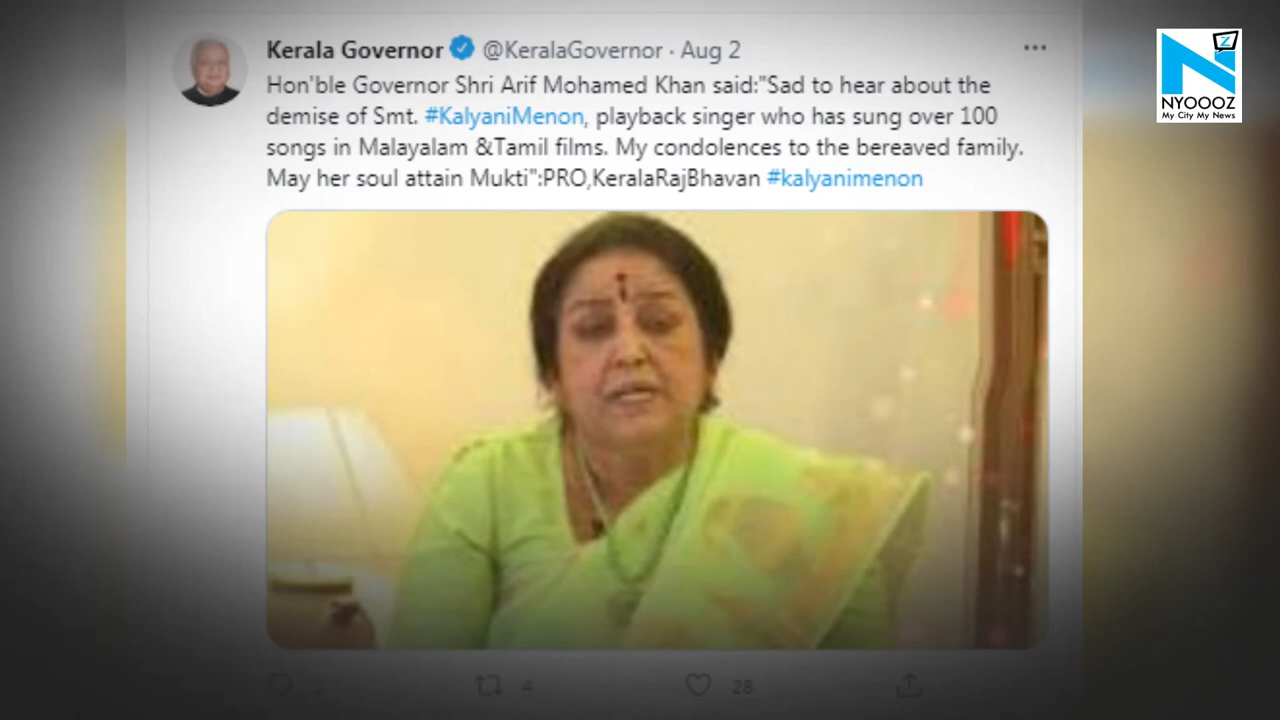 Kerala Governor @KeralaGovernor · Aug 2
Hon'ble Governor Shri Arif Mohamed Khan said:"Sad to hear about the
demise of Smt. #KalyaniMenon, playback singer who has sung over 100
songs in Malayalam &Tamil films. My condolences to the bereaved family.
May her soul attain Mukti":PRO,KeralaRajBhavan #kalyanimenon
4 28
N Z
NYOOOZ
My City My News